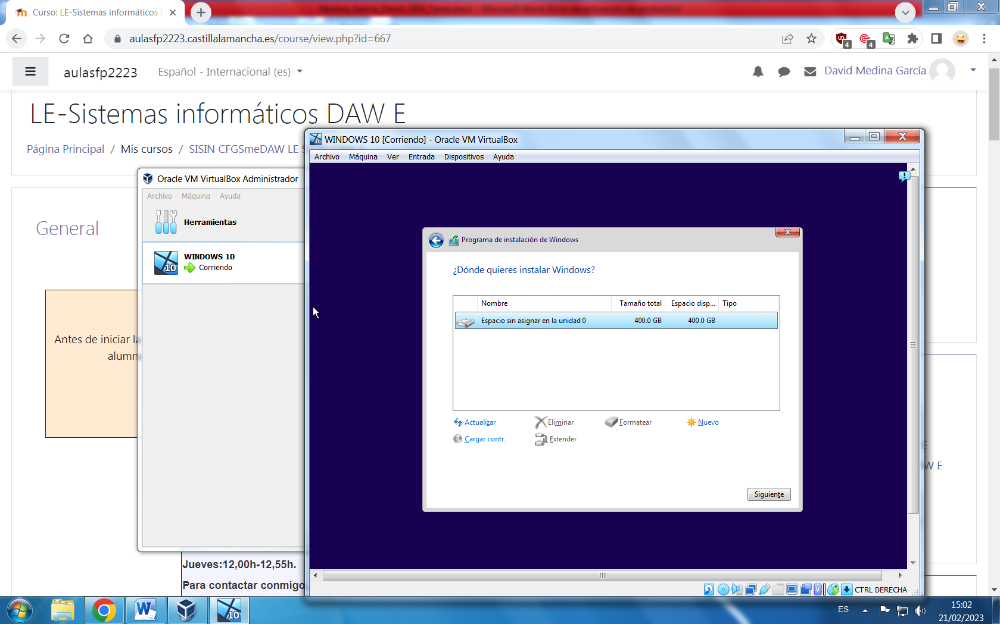 Curso: LE-Sistemas informáticos
aulasfp2223.castillalamancha.es/course/view.php?id=667
4
4
aulasfp2223
Español - Internacional (es)
David Medina García
LE-Sistemas informáticos DAW E
Página Principal / Mis cursos / SISIN CFGSmeDAW LE S
General
Antes de iniciar la
alumn
Jueves:12,00h-12,55h.
Para contactar conmigo
W E
Oracle VM VirtualBox Administrador
Archivo Máquina Ayuda
Herramientas
WINDOWS 10
Corriendo
10
WINDOWS 10 [Corriendo] - Oracle VM VirtualBox
Archivo Máquina Ver Entrada Dispositivos Ayuda
Programa de instalación de Windows
¿Dónde quieres instalar Windows?
Nombre Tamaño total Espacio disp... Tipo
Espacio sin asignar en la unidad 0 400.0 GB 400.0 GB
Actualizar Eliminar Formatear Nuevo
Cargar contr. Extender
Siguiente
CTRL DERECHA
10
ES
15:02
21/02/2023